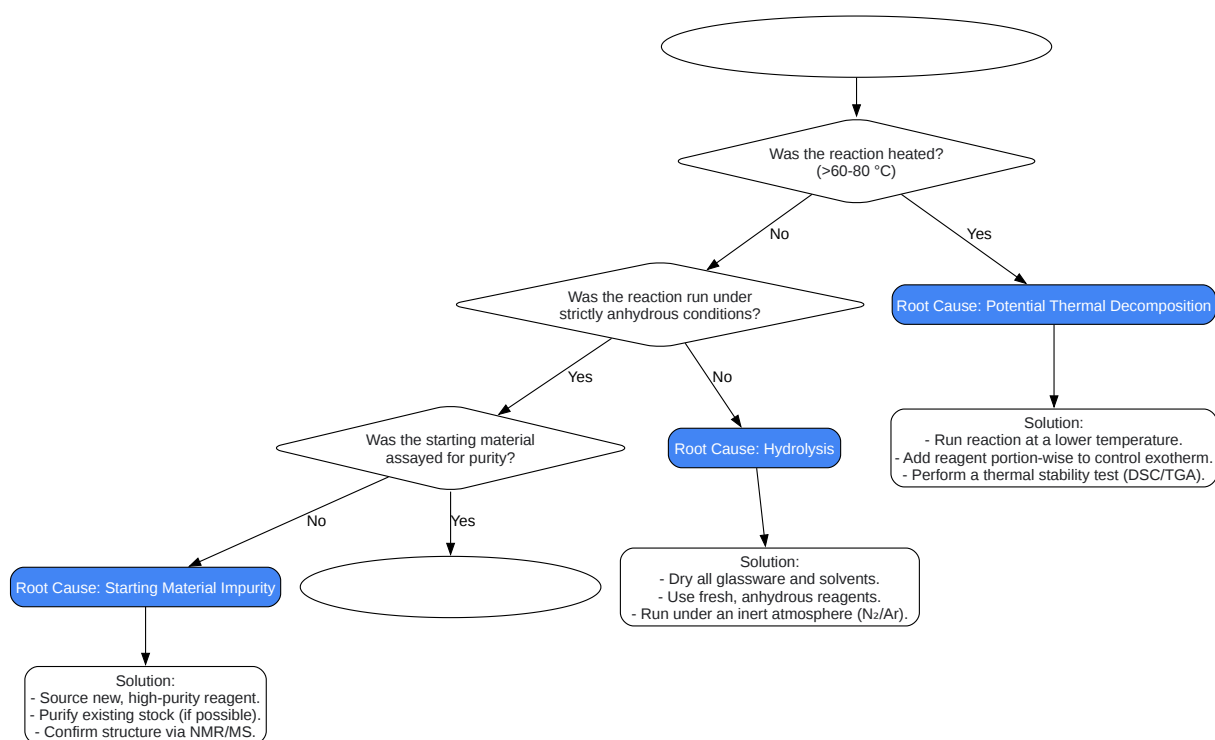 Was the reaction heated?
(>60-80 °C)
No
Yes
Was the reaction run under
strictly anhydrous conditions?
Root Cause: Potential Thermal Decomposition
Yes
No
Solution:
- Run reaction at a lower temperature.
- Add reagent portion-wise to control exotherm.
- Perform a thermal stability test (DSC/TGA).
Was the starting material
assayed for purity?
Root Cause: Hydrolysis
No
Yes
Solution:
- Dry all glassware and solvents.
- Use fresh, anhydrous reagents.
- Run under an inert atmosphere (N₂/Ar).
Root Cause: Starting Material Impurity
Solution:
- Source new, high-purity reagent.
- Purify existing stock (if possible).
- Confirm structure via NMR/MS.